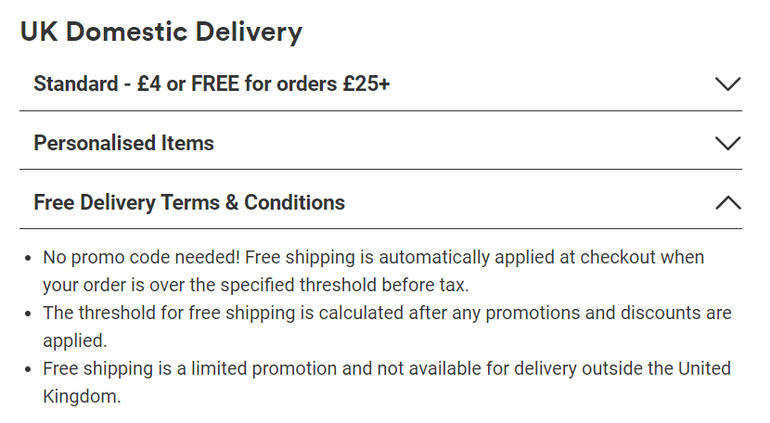 UK Domestic Delivery
Standard - £4 or FREE for orders £25+
Personalised Items
Free Delivery Terms & Conditions
• No promo code needed! Free shipping is automatically applied at checkout when
your order is over the specified threshold before tax.
• The threshold for free shipping is calculated after any promotions and discounts are
applied.
• Free shipping is a limited promotion and not available for delivery outside the United
Kingdom.